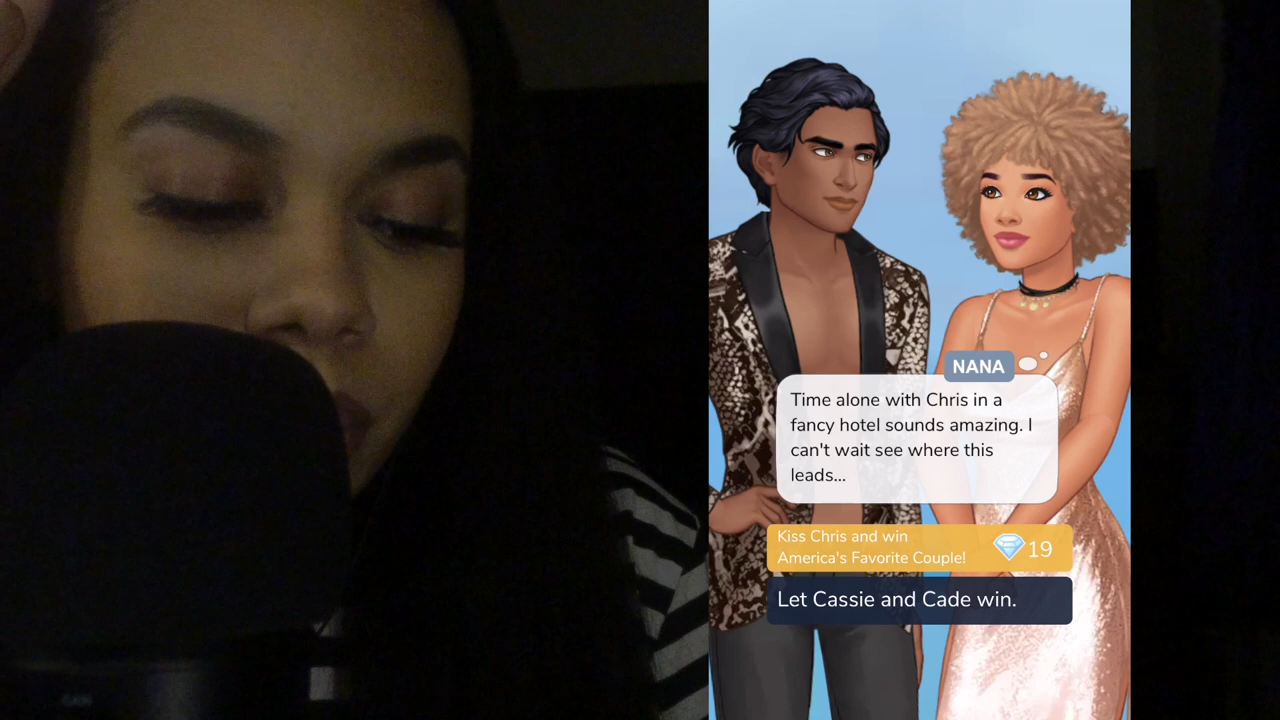 NANA
Time alone with Chris in a
fancy hotel sounds amazing. I
can't wait see where this
leads...
Kiss Chris and win
America's Favorite Couple!
19
Let Cassie and Cade win.